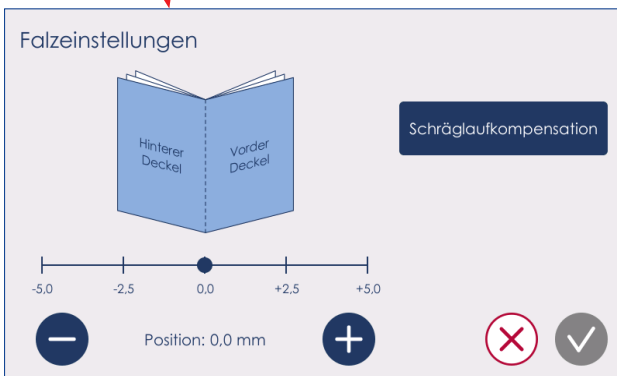 Falzeinstellungen
Hinterer
Deckel
Vorder
Deckel
Schräglaufkompensation
-5,0 -2,5 0,0 +2,5 +5,0
Position: 0,0 mm